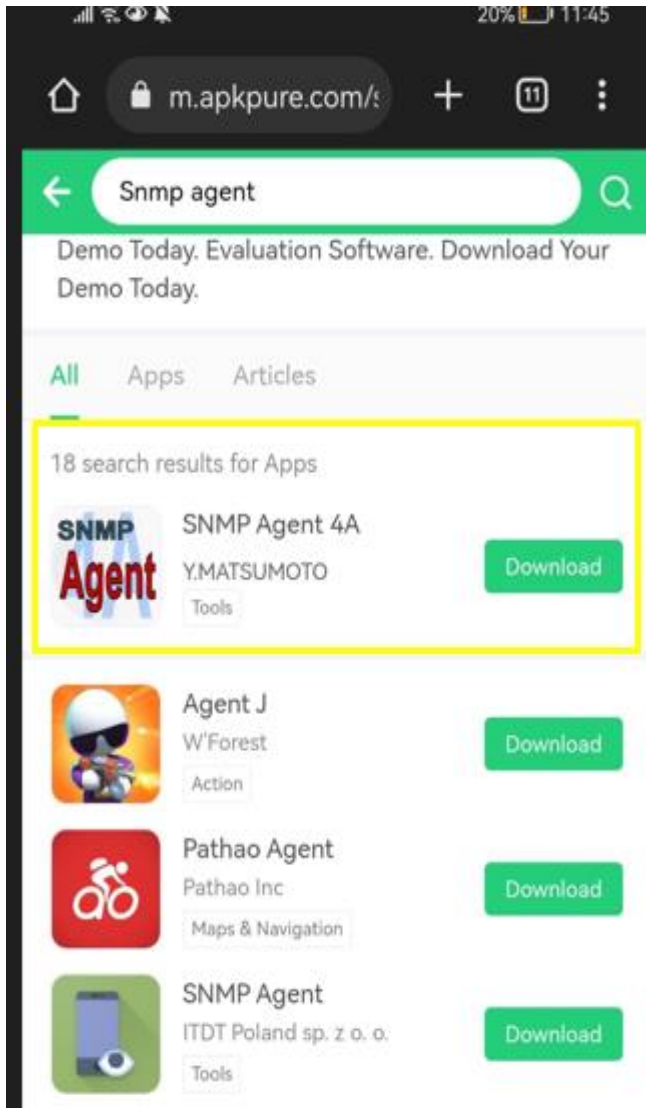 20% 11:45
m.apkpure.com/s
11
Snmp agent
Demo Today. Evaluation Software. Download Your
Demo Today.
All Apps Articles
18 search results for Apps
SNMP
4A
Agent
SNMP Agent 4A
Y.MATSUMOTO
Tools
Download
Agent J
W'Forest
Action
Download
Pathao Agent
Pathao Inc
Maps & Navigation
Download
SNMP Agent
ITDT Poland sp. z o. o.
Tools
Download